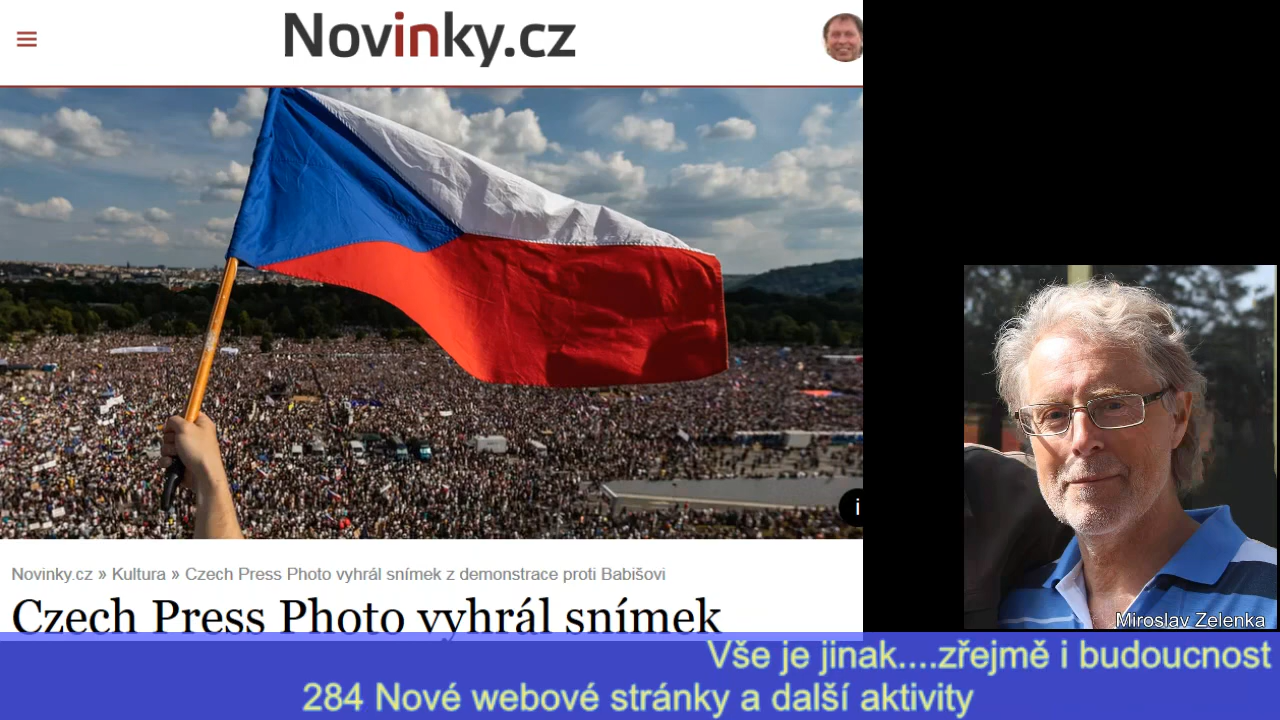 Novinky.cz
i
Novinky.cz » Kultura » Czech Press Photo vyhrál snímek z demonstrace proti Babišovi
Czech Press Photo vyhrál snímek
Miroslav Zelenka
Vše je jinak....zřejmě i budoucnost
284 Nové webové stránky a další aktivity